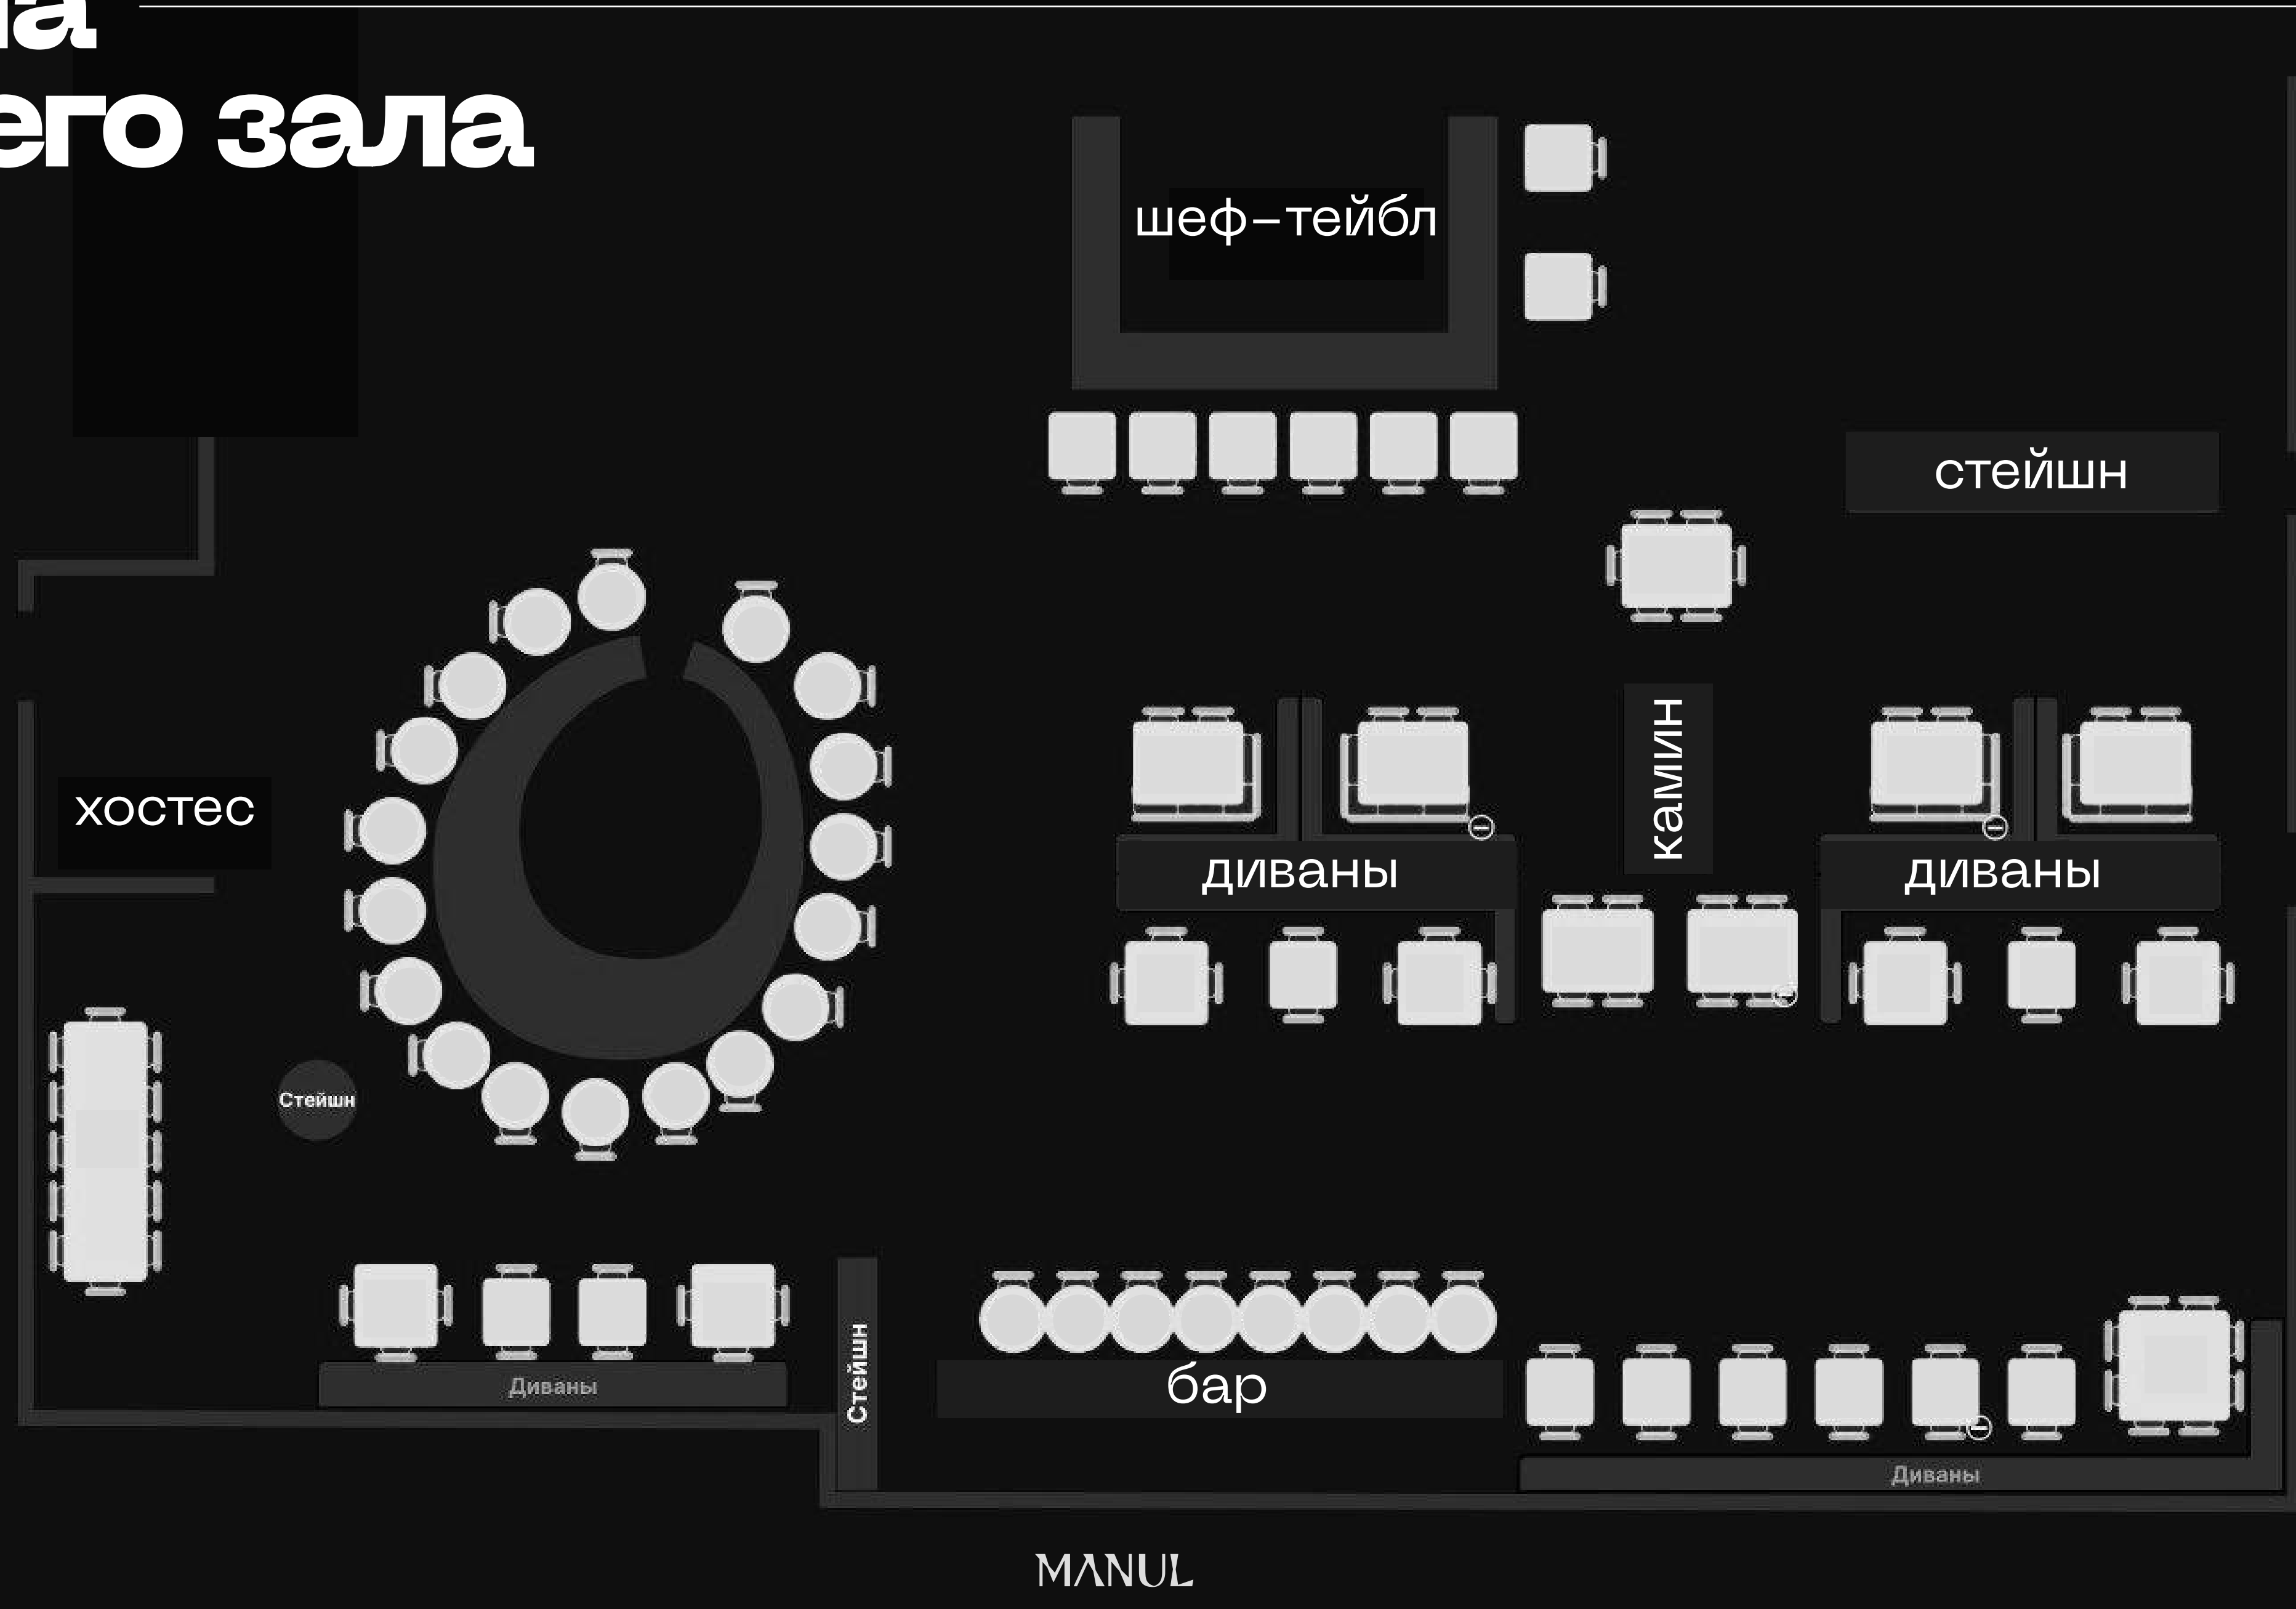 ла
его зала
шеф-тейбл
стейшн
камин
хостес
диваны
диваны
Стейшн
Диваны
Стейшн
бар
Диваны
MANUL